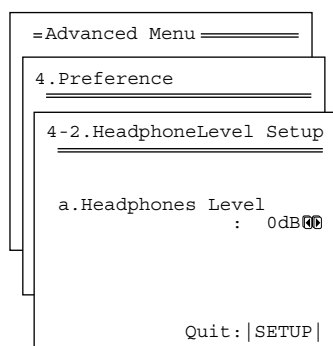 Advanced Menu
4.Preference
4-2.HeadphoneLevel Setup
a.Headphones Level
: 0dB
Quit:|SETUP|